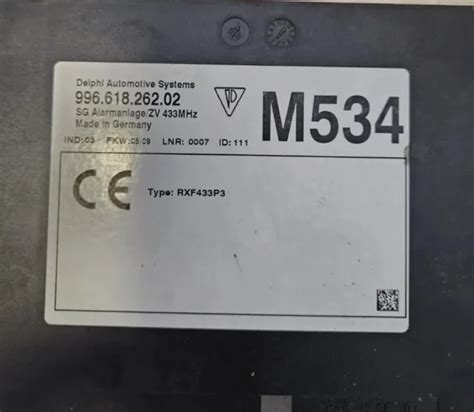 Delphi Automotive Systems
996.618.262.02
SG Alarmanlage/ZV 433MHz
Made in Germany
M534
IND:03 FKW:05/09 LNR: 0007 ID: 111
CE Type: RXF433P3